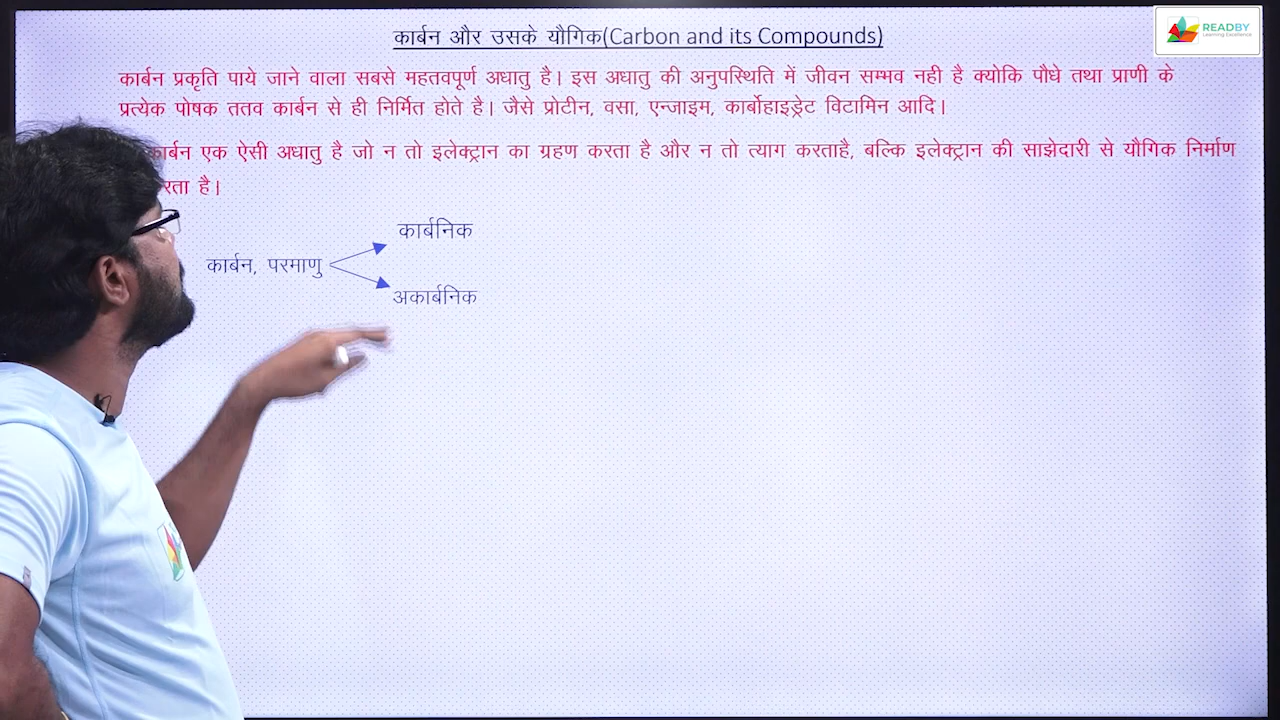 कार्बन और उसके यौगिक(Carbon and its Compounds)
READBY
Learning Excellence
कार्बन प्रकृति पाये जाने वाला सबसे महतवपूर्ण अधातु है। इस अधातु की अनुपस्थिति में जीवन सम्भव नही है क्योकि पौधे तथा प्राणी के
प्रत्येक पोषक ततव कार्बन से ही निर्मित होते है। जैसे प्रोटीन, वसा, एन्जाइम, कार्बोहाइड्रेट विटामिन आदि।
कार्बन एक ऐसी अधातु है जो न तो इलेक्ट्रान का ग्रहण करता है और न तो त्याग करताहै, बल्कि इलेक्ट्रान की साझेदारी से यौगिक निर्माण
रता है।
कार्बनिक
कार्बन, परमाणु
अकार्बनिक